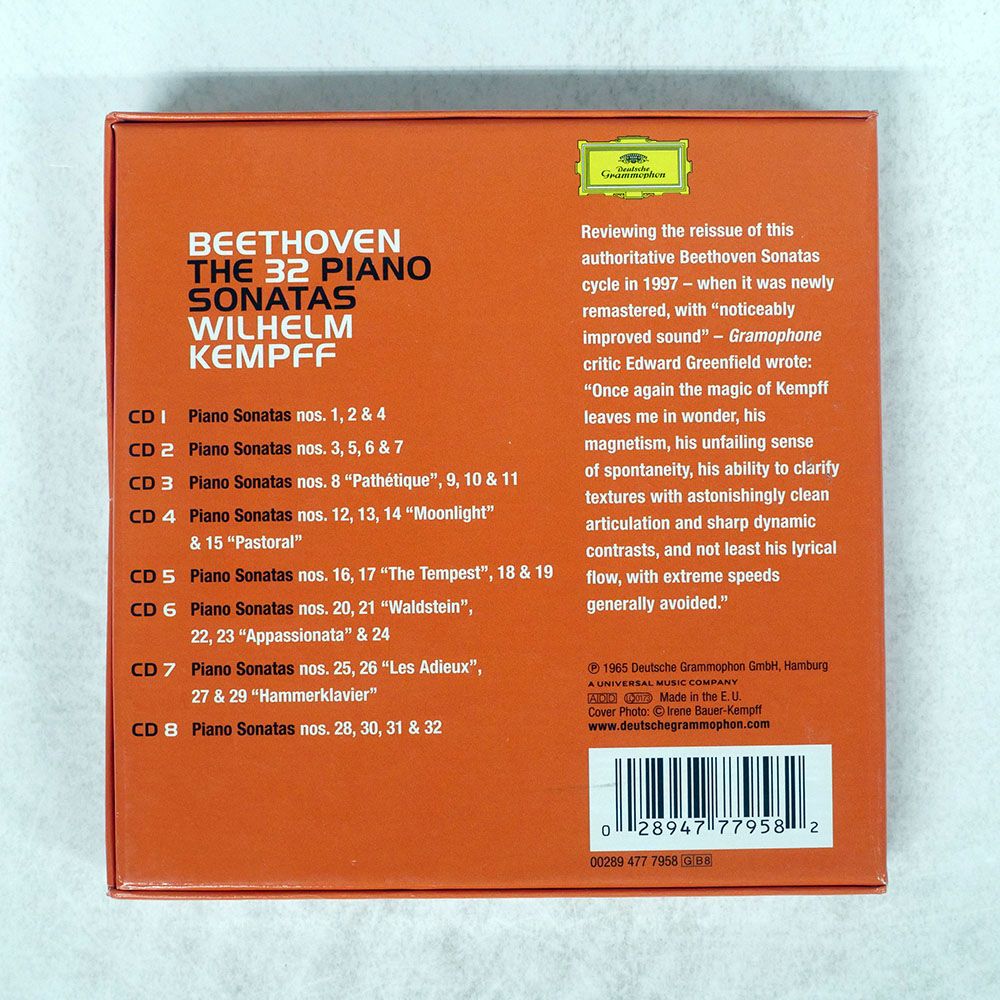 BEETHOVEN
THE 32 PIANO
SONATAS
WILHELM
KEMPFF
CD 1 Piano Sonatas nos. 1, 2 & 4
CD 2 Piano Sonatas nos. 3, 5, 6 & 7
CD 3 Piano Sonatas nos. 8 “Pathétique”, 9, 10 & 11
CD 4 Piano Sonatas nos. 12, 13, 14 “Moonlight”
& 15 “Pastoral”
CD 5 Piano Sonatas nos. 16, 17 “The Tempest”, 18 & 19
CD 6 Piano Sonatas nos. 20, 21 “Waldstein”,
22, 23 “Appassionata” & 24
CD 7 Piano Sonatas nos. 25, 26 “Les Adieux”,
27 & 29 “Hammerklavier”
CD 8 Piano Sonatas nos. 28, 30, 31 & 32
Deutsche
Grammophon
Reviewing the reissue of this
authoritative Beethoven Sonatas
cycle in 1997 – when it was newly
remastered, with “noticeably
improved sound” – Gramophone
critic Edward Greenfield wrote:
“Once again the magic of Kempff
leaves me in wonder, his
magnetism, his unfailing sense
of spontaneity, his ability to clarify
textures with astonishingly clean
articulation and sharp dynamic
contrasts, and not least his lyrical
flow, with extreme speeds
generally avoided.”
℗ 1965 Deutsche Grammophon GmbH, Hamburg
A UNIVERSAL MUSIC COMPANY
ADD LC 0173 Made in the E. U.
Cover Photo: © Irene Bauer-Kempff
www.deutschegrammophon.com
0 28947 77958 2
00289 477 7958 GB8